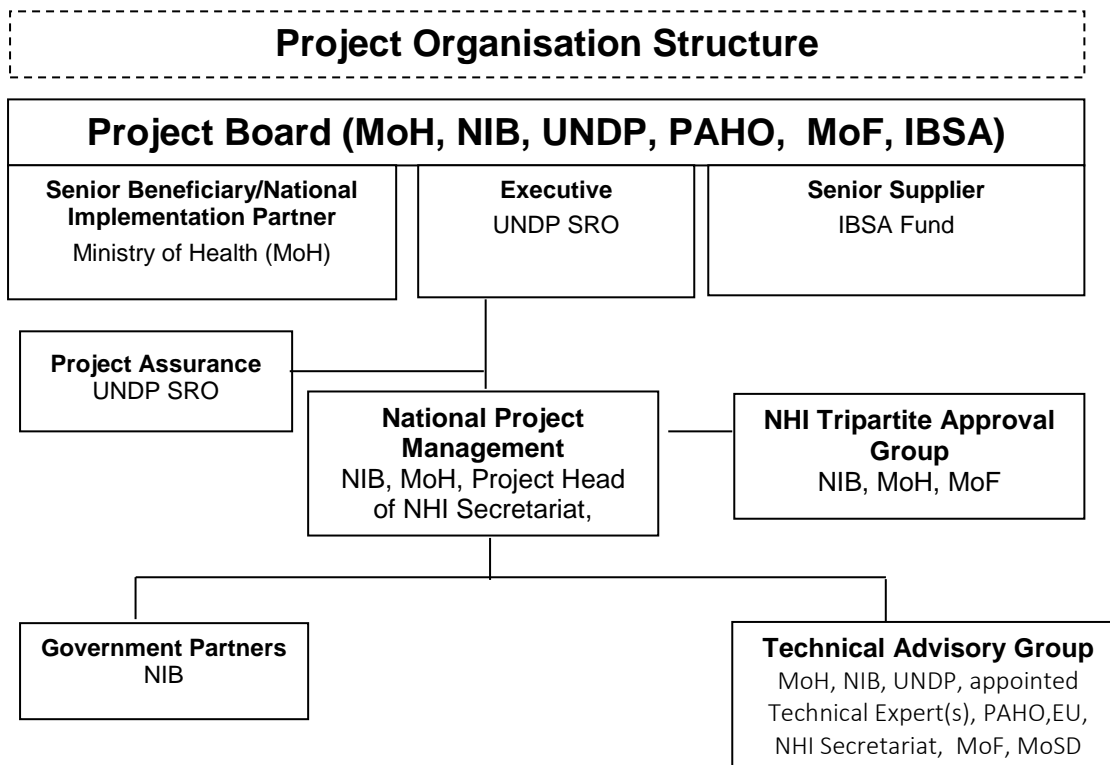 Project Organisation Structure
Project Board (MoH, NIB, UNDP, PAHO, MoF, IBSA)
Senior Beneficiary/National
Implementation Partner
Ministry of Health (MoH)
Executive
UNDP SRO
Senior Supplier
IBSA Fund
Project Assurance
UNDP SRO
National Project
Management
NIB, MoH, Project Head
of NHI Secretariat,
NHI Tripartite Approval
Group
NIB, MoH, MoF
Government Partners
NIB
Technical Advisory Group
MoH, NIB, UNDP, appointed
Technical Expert(s), PAHO,EU,
NHI Secretariat, MoF, MoSD